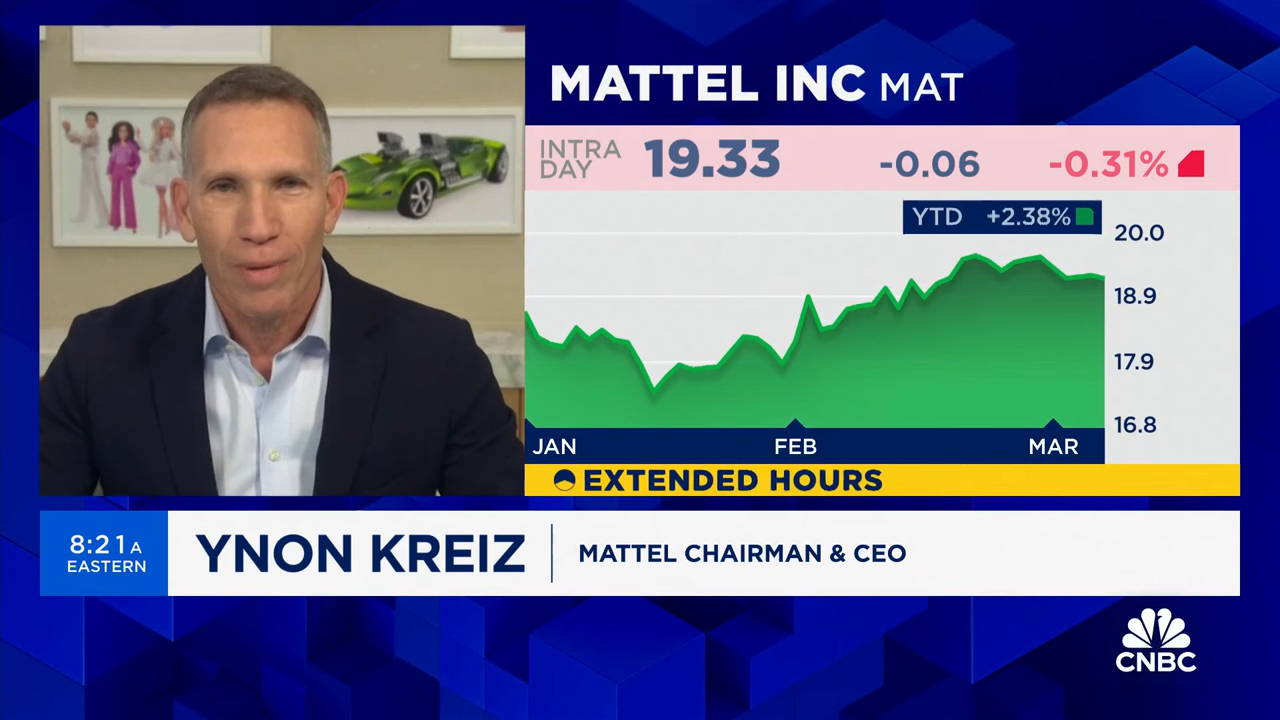 MATTEL INC MAT
INTRA DAY 19.33 -0.06 -0.31%
YTD +2.38%
20.0
18.9
17.9
16.8
JAN FEB MAR
EXTENDED HOURS
8:21A
EASTERN
YNON KREIZ
MATTEL CHAIRMAN & CEO
CNBC